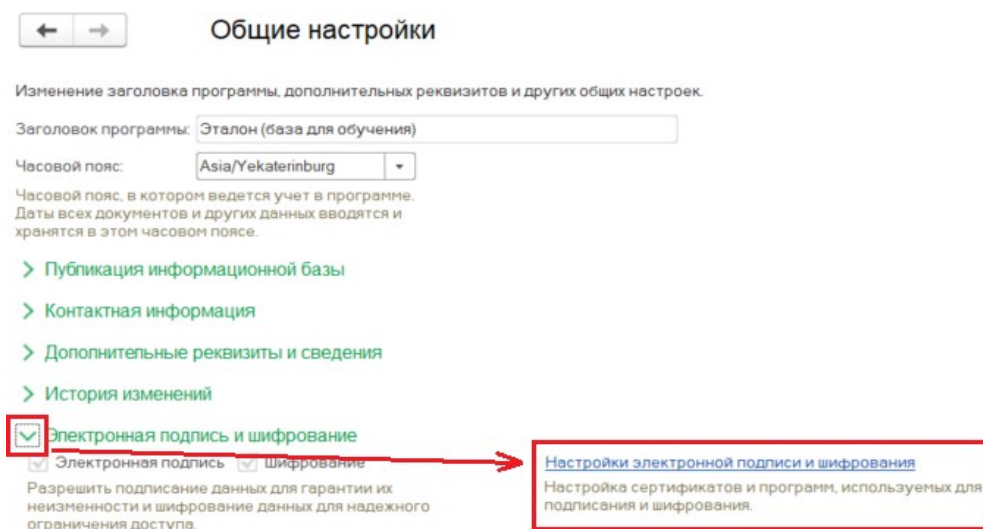 Общие настройки
Изменение заголовка программы, дополнительных реквизитов и других общих настроек.
Заголовок программы: Эталон (база для обучения)
Часовой пояс: Asia/Yekaterinburg
Часовой пояс, в котором ведется учет в программе.
Даты всех документов и других данных вводятся и
хранятся в этом часовом поясе.
Публикация информационной базы
Контактная информация
Дополнительные реквизиты и сведения
История изменений
Электронная подпись и шифрование
Электронная подпись Шифрование
Настройки электронной подписи и шифрования
Разрешить подписание данных для гарантии их
неизменности и шифрование данных для надежного
ограничения доступа.
Настройка сертификатов и программ, используемых для
подписания и шифрования.